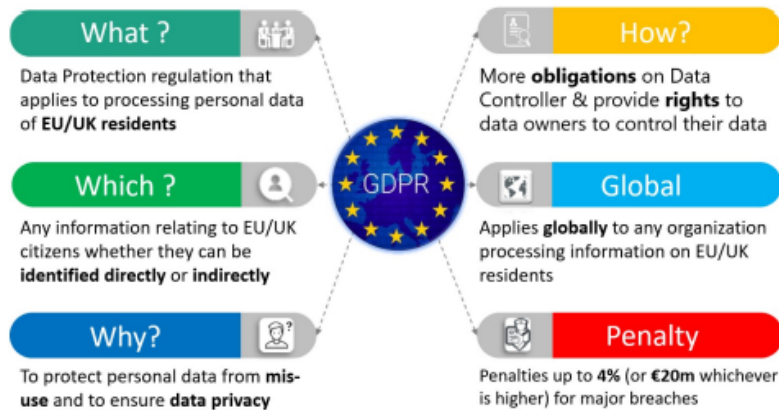 What ?
Data Protection regulation that
applies to processing personal data
of EU/UK residents
Which ?
Any information relating to EU/UK
citizens whether they can be
identified directly or indirectly
Why?
To protect personal data from mis-
use and to ensure data privacy
GDPR
How?
More obligations on Data
Controller & provide rights to
data owners to control their data
Global
Applies globally to any organization
processing information on EU/UK
residents
Penalty
Penalties up to 4% (or €20m whichever
is higher) for major breaches